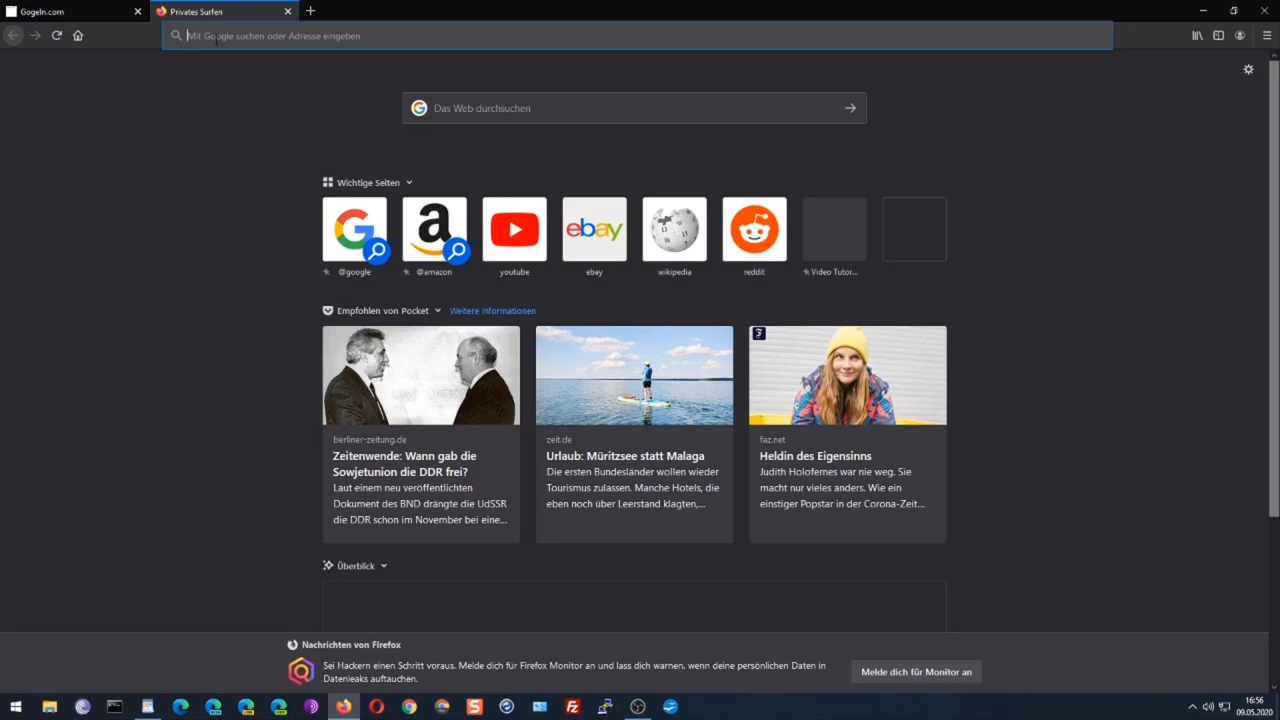 Gogeln.com
Privates Surfen
Mit Google suchen oder Adresse eingeben
Das Web durchsuchen
Wichtige Seiten
@google
@amazon
youtube
ebay
wikipedia
reddit
Video Tutor...
ebay
Empfohlen von Pocket
Weitere Informationen
berliner-zeitung.de
Zeitenwende: Wann gab die
Sowjetunion die DDR frei?
Laut einem neu veröffentlichten
Dokument des BND drängte die UdSSR
die DDR schon im November bei eine...
zeit.de
Urlaub: Müritzsee statt Malaga
Die ersten Bundesländer wollen wieder
Tourismus zulassen. Manche Hotels, die
eben noch über Leerstand klagten,...
faz.net
Heldin des Eigensinns
Judith Holofernes war nie weg. Sie
macht nur vieles anders. Wie ein
einstiger Popstar in der Corona-Zeit...
Überblick
Nachrichten von Firefox
Sei Hackern einen Schritt voraus. Melde dich für Firefox Monitor an und lass dich warnen, wenn deine persönlichen Daten in
Datenleaks auftauchen.
Melde dich für Monitor an
16:56
09.05.2020